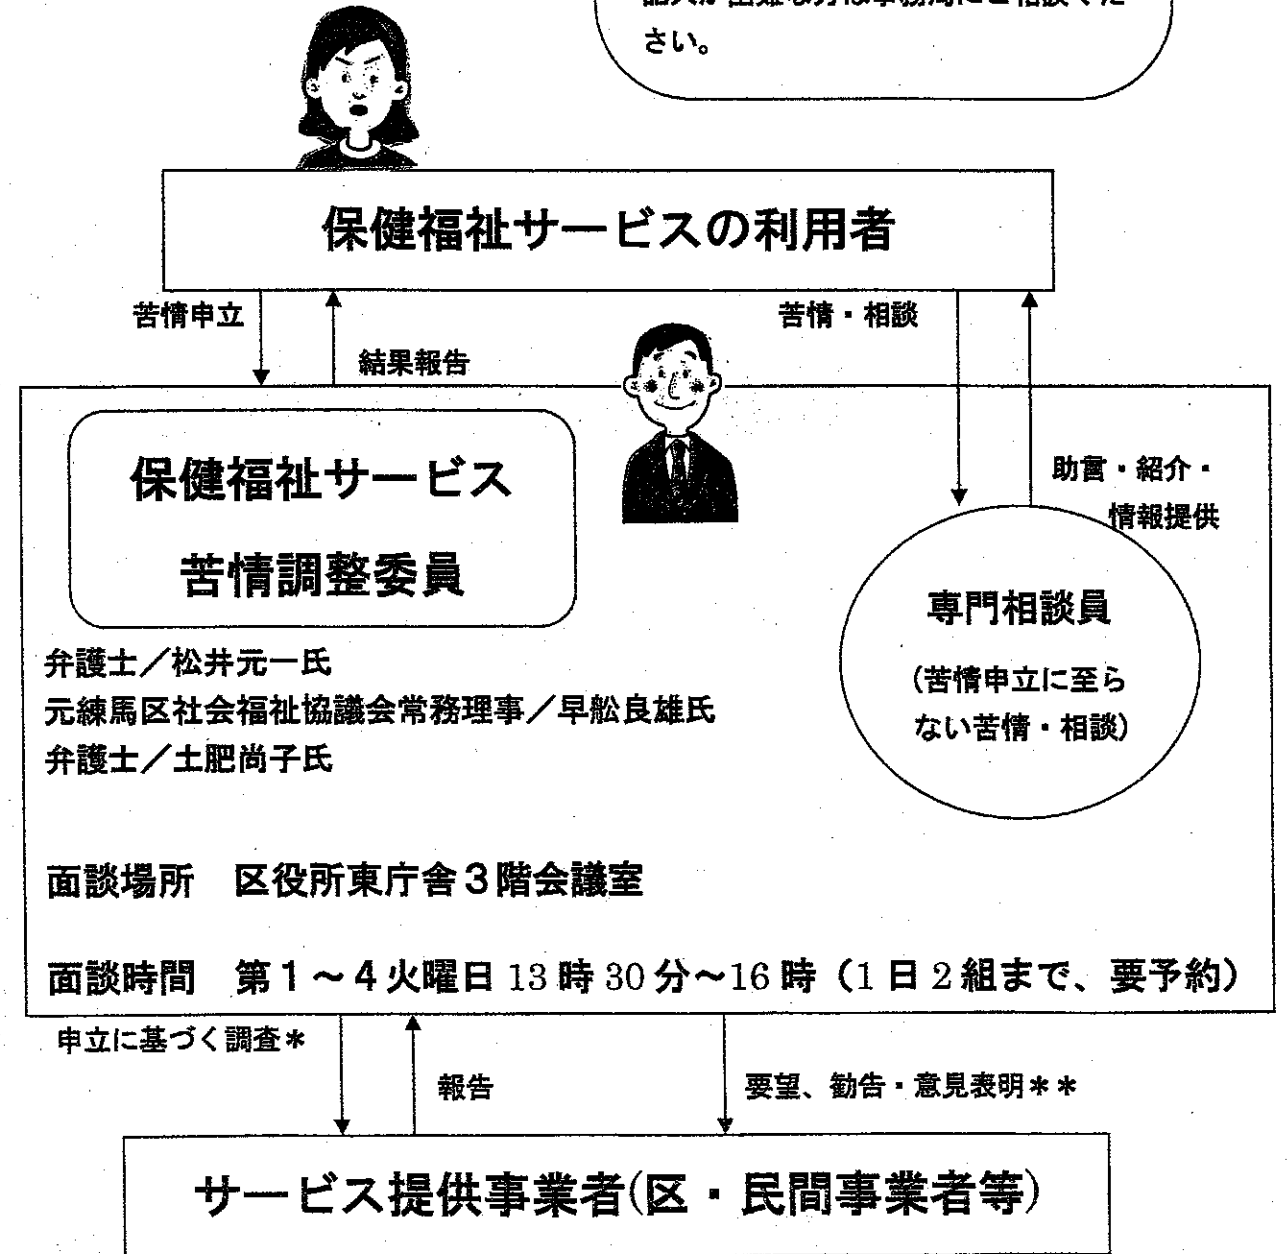 さい。
保健福祉サービスの利用者
苦情申立
結果報告
苦情・相談
助言・紹介・
情報提供
保健福祉サービス
苦情調整委員
専門相談員
(苦情申立に至ら
ない苦情・相談)
弁護士／松井元一氏
元練馬区社会福祉協議会常務理事／早舩良雄氏
弁護士／土肥尚子氏
面談場所　区役所東庁舎３階会議室
面談時間　第１～４火曜日 13 時 30 分～16 時（1 日 2 組まで、要予約）
申立に基づく調査＊
報告
要望、勧告・意見表明＊＊
サービス提供事業者(区・民間事業者等)